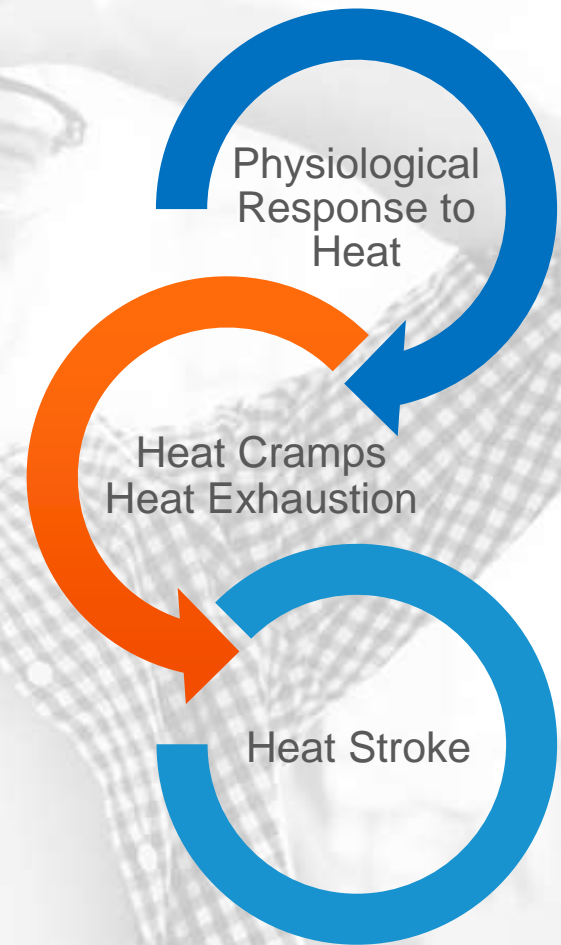 Physiological
Response to
Heat
Heat Cramps
Heat Exhaustion
Heat Stroke